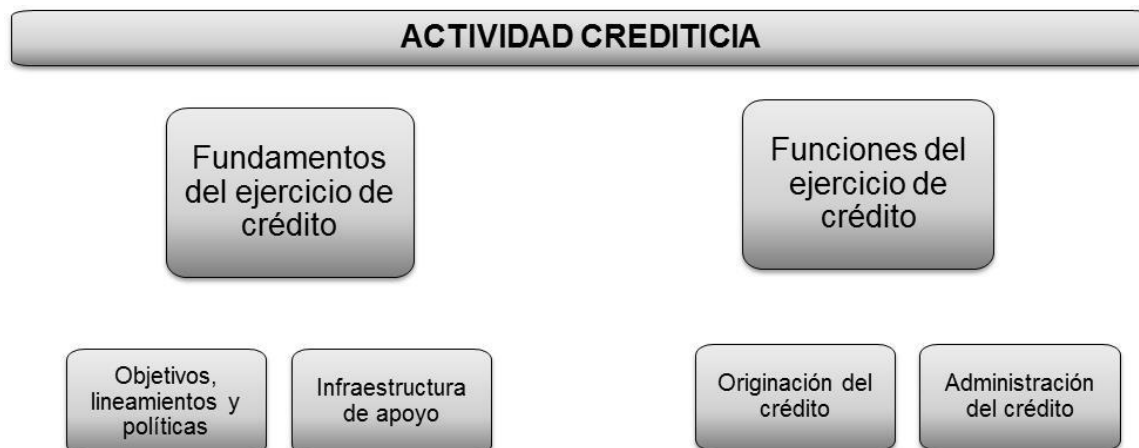 ACTIVIDAD CREDITICIA
Fundamentos
del ejercicio de
crédito
Funciones del
ejercicio de
crédito
Objetivos,
lineamientos y
políticas
Infraestructura
de apoyo
Originación del
crédito
Administración
del crédito